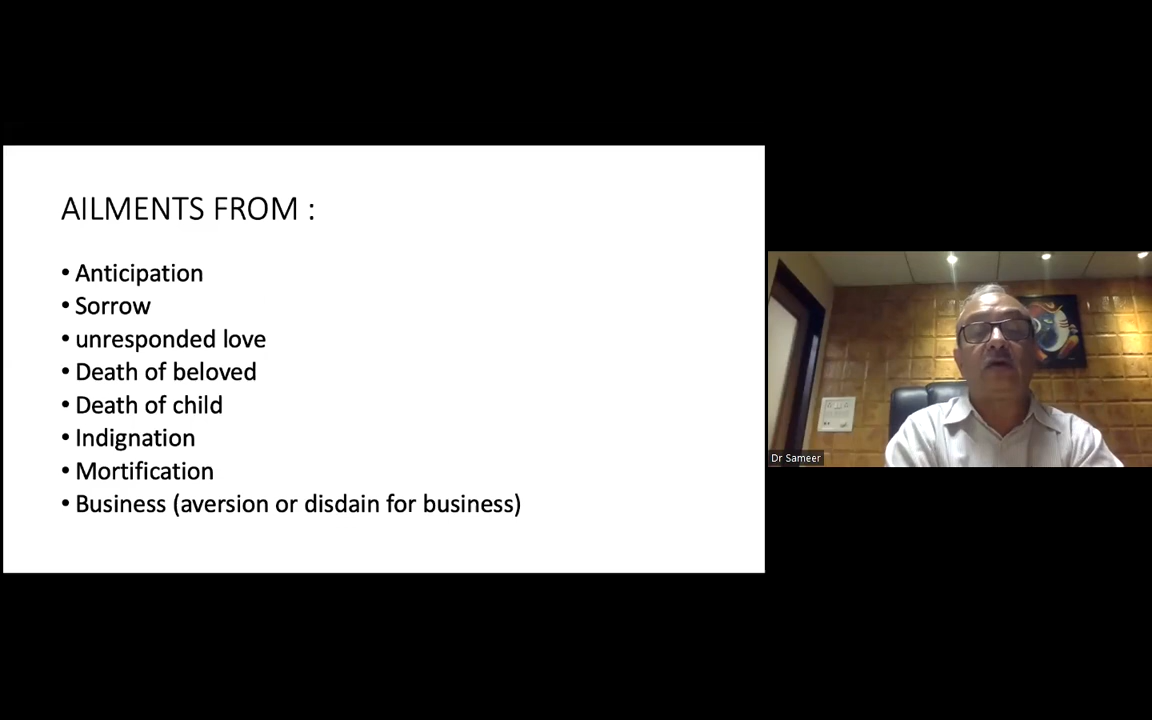 AILMENTS FROM :
• Anticipation
• Sorrow
• unresponded love
• Death of beloved
• Death of child
• Indignation
• Mortification
• Business (aversion or disdain for business)
Dr Sameer